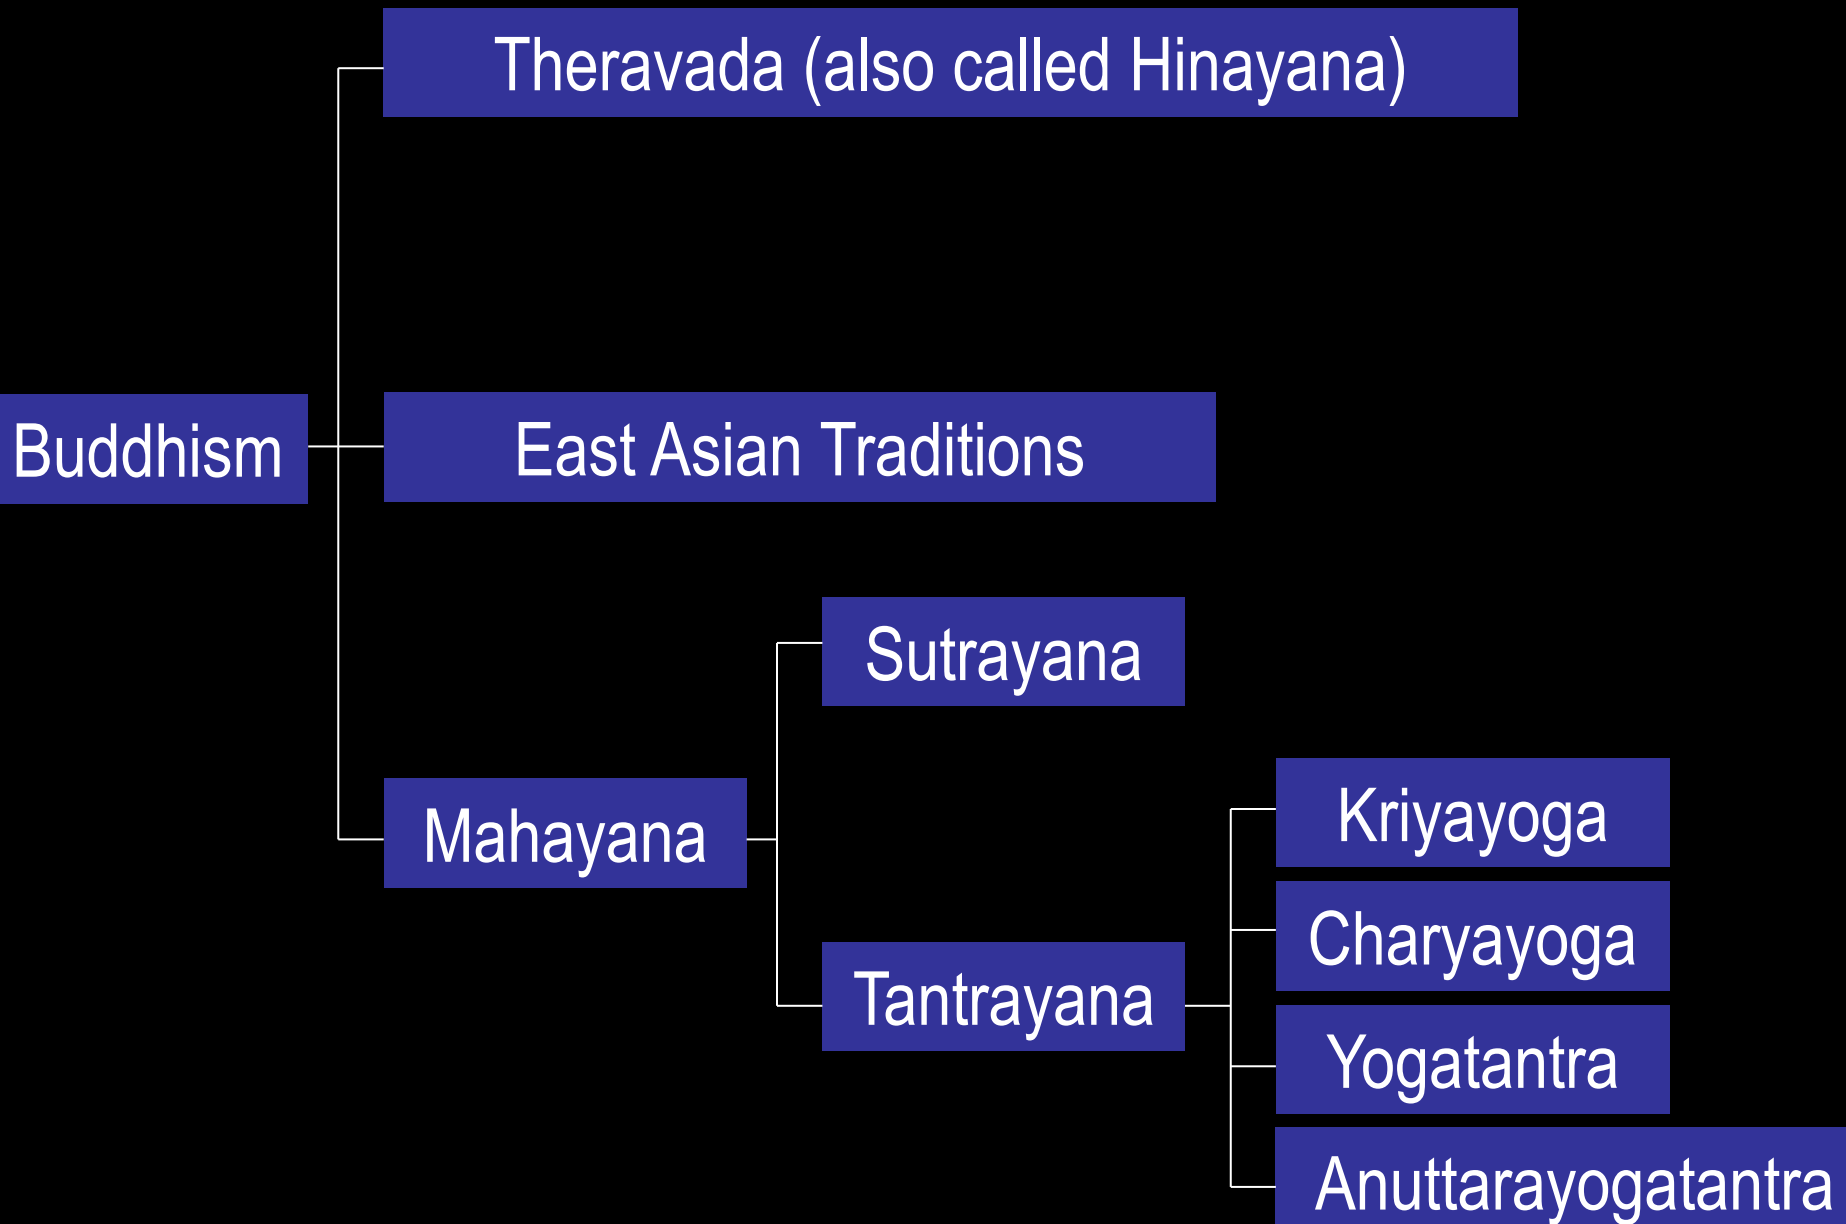 Theravada (also called Hinayana)
Buddhism
East Asian Traditions
Sutrayana
Mahayana
Kriyayoga
Charyayoga
Tantrayana
Yogatantra
Anuttarayogatantra